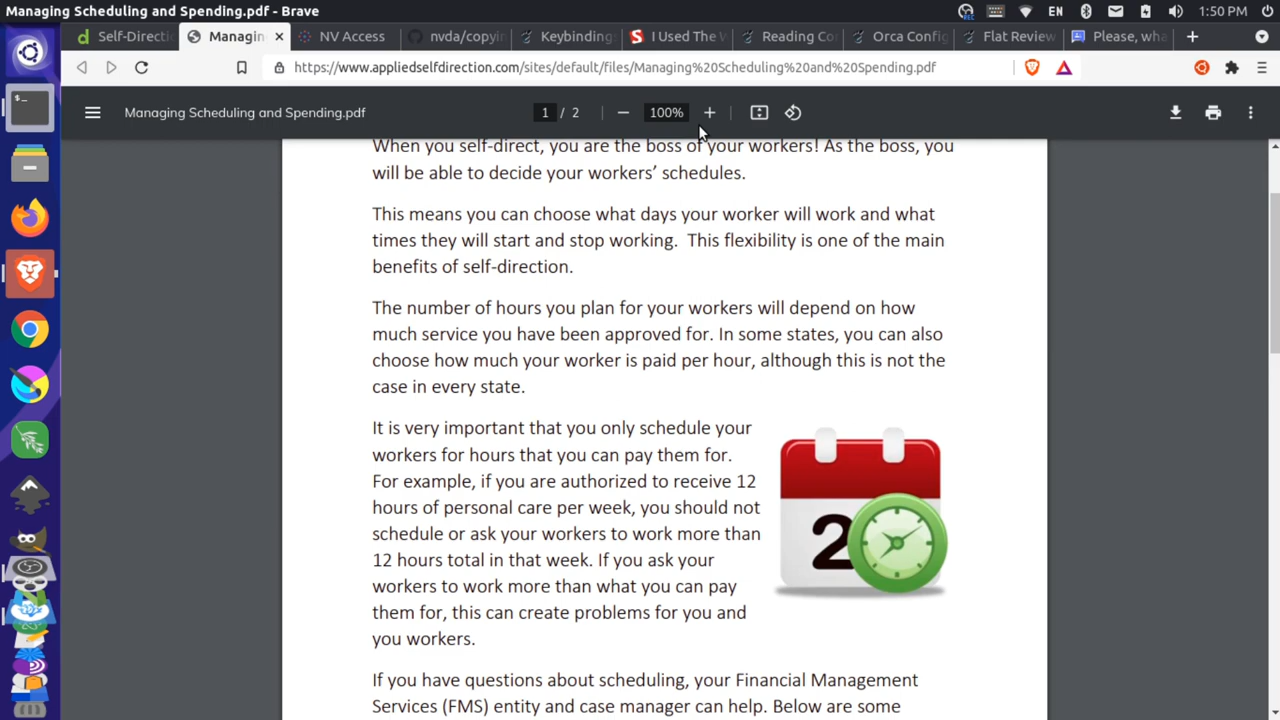 Managing Scheduling and Spending.pdf - Brave
REC
EN
1:50 PM
Self-Directi
Managin
NV Access
nvda/copyin
Keybinding
I Used The W
Reading Co
Orca Config
Flat Review
Please, wha
https://www.appliedselfdirection.com/sites/default/files/Managing%20Scheduling%20and%20Spending.pdf
Managing Scheduling and Spending.pdf
1 / 2
100%
When you self-direct, you are the boss of your workers! As the boss, you
will be able to decide your workers’ schedules.
This means you can choose what days your worker will work and what
times they will start and stop working.  This flexibility is one of the main
benefits of self-direction.
The number of hours you plan for your workers will depend on how
much service you have been approved for. In some states, you can also
choose how much your worker is paid per hour, although this is not the
case in every state.
It is very important that you only schedule your
workers for hours that you can pay them for.
For example, if you are authorized to receive 12
hours of personal care per week, you should not
schedule or ask your workers to work more than
12 hours total in that week. If you ask your
workers to work more than what you can pay
them for, this can create problems for you and
you workers.
2
If you have questions about scheduling, your Financial Management
Services (FMS) entity and case manager can help. Below are some